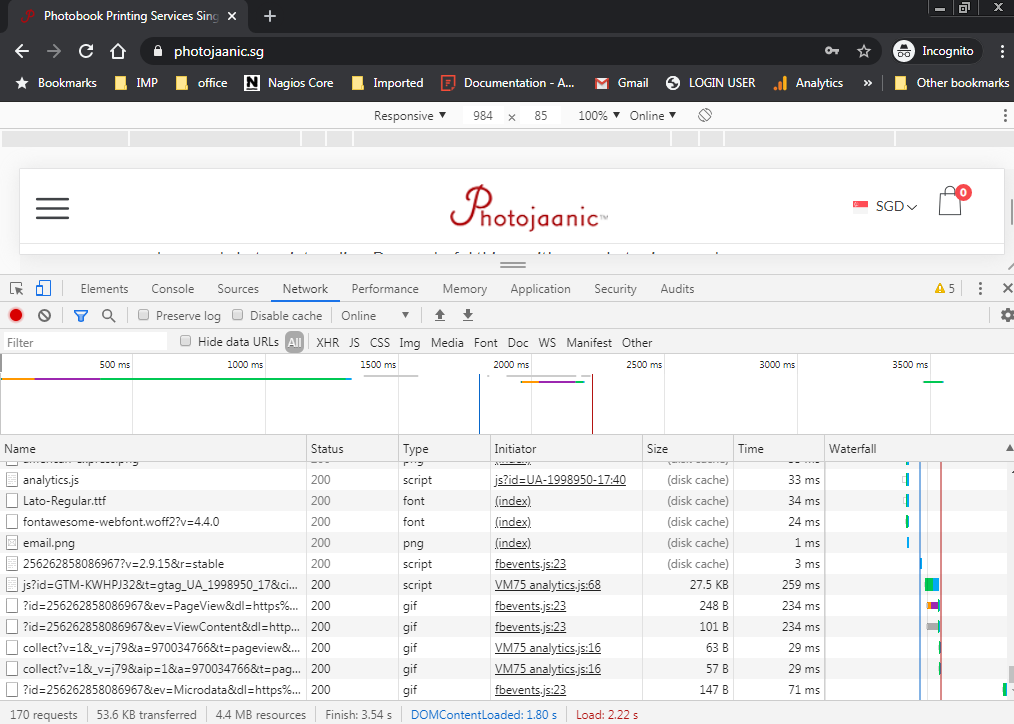 Photobook Printing Services Sing
photojaanic.sg
Incognito
Bookmarks IMP office Nagios Core Imported Documentation - A... Gmail LOGIN USER Analytics » Other bookmarks
Responsive ▼ 984 × 85 100% ▼ Online ▼
Photojaanic™ SGD 0
Elements Console Sources Network Performance Memory Application Security Audits 5
Preserve log Disable cache Online ▼
Filter Hide data URLs All XHR JS CSS Img Media Font Doc WS Manifest Other
500 ms 1000 ms 1500 ms 2000 ms 2500 ms 3000 ms 3500 ms
Name Status Type Initiator Size Time Waterfall
analytics.js 200 script js?id=UA-1998950-17:40 (disk cache) 33 ms
Lato-Regular.ttf 200 font (index) (disk cache) 34 ms
fontawesome-webfont.woff2?v=4.4.0 200 font (index) (disk cache) 24 ms
email.png 200 png (index) (disk cache) 1 ms
256262858086967?v=2.9.15&r=stable 200 script fbevents.js:23 (disk cache) 3 ms
js?id=GTM-KWHPJ32&t=gtag_UA_1998950_17&ci... 200 script VM75 analytics.js:68 27.5 KB 259 ms
?id=256262858086967&ev=PageView&dl=https%... 200 gif fbevents.js:23 248 B 234 ms
?id=256262858086967&ev=ViewContent&dl=http... 200 gif fbevents.js:23 101 B 234 ms
collect?v=1&_v=j79&a=970034766&t=pageview&... 200 gif VM75 analytics.js:16 63 B 29 ms
collect?v=1&_v=j79&aip=1&a=970034766&t=pag... 200 gif VM75 analytics.js:16 57 B 29 ms
?id=256262858086967&ev=Microdata&dl=https%... 200 gif fbevents.js:23 147 B 71 ms
170 requests 53.6 KB transferred 4.4 MB resources Finish: 3.54 s DOMContentLoaded: 1.80 s Load: 2.22 s